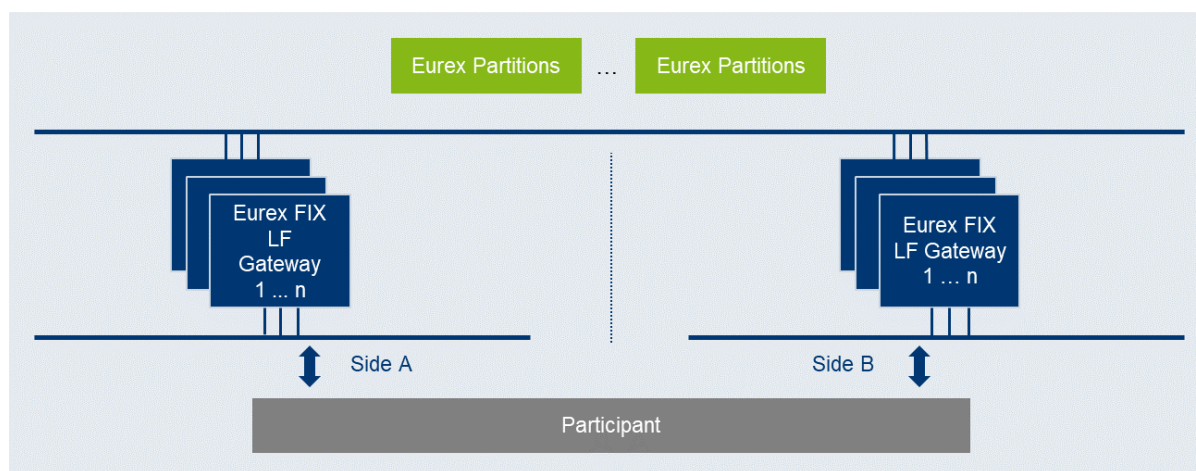 Eurex Partitions ... Eurex Partitions
Eurex FIX
LF
Gateway
1 ... n
Eurex FIX
LF Gateway
1 ... n
Side A
Side B
Participant